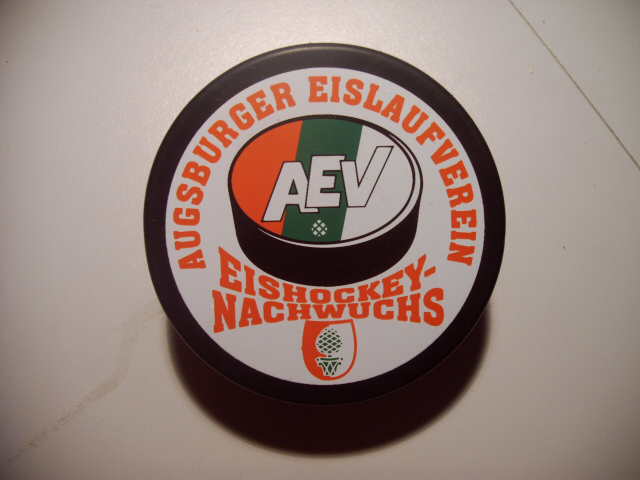 AUGSBURGER EISLAUFVEREIN
AEV
EISHOCKEY-
NACHWUCHS